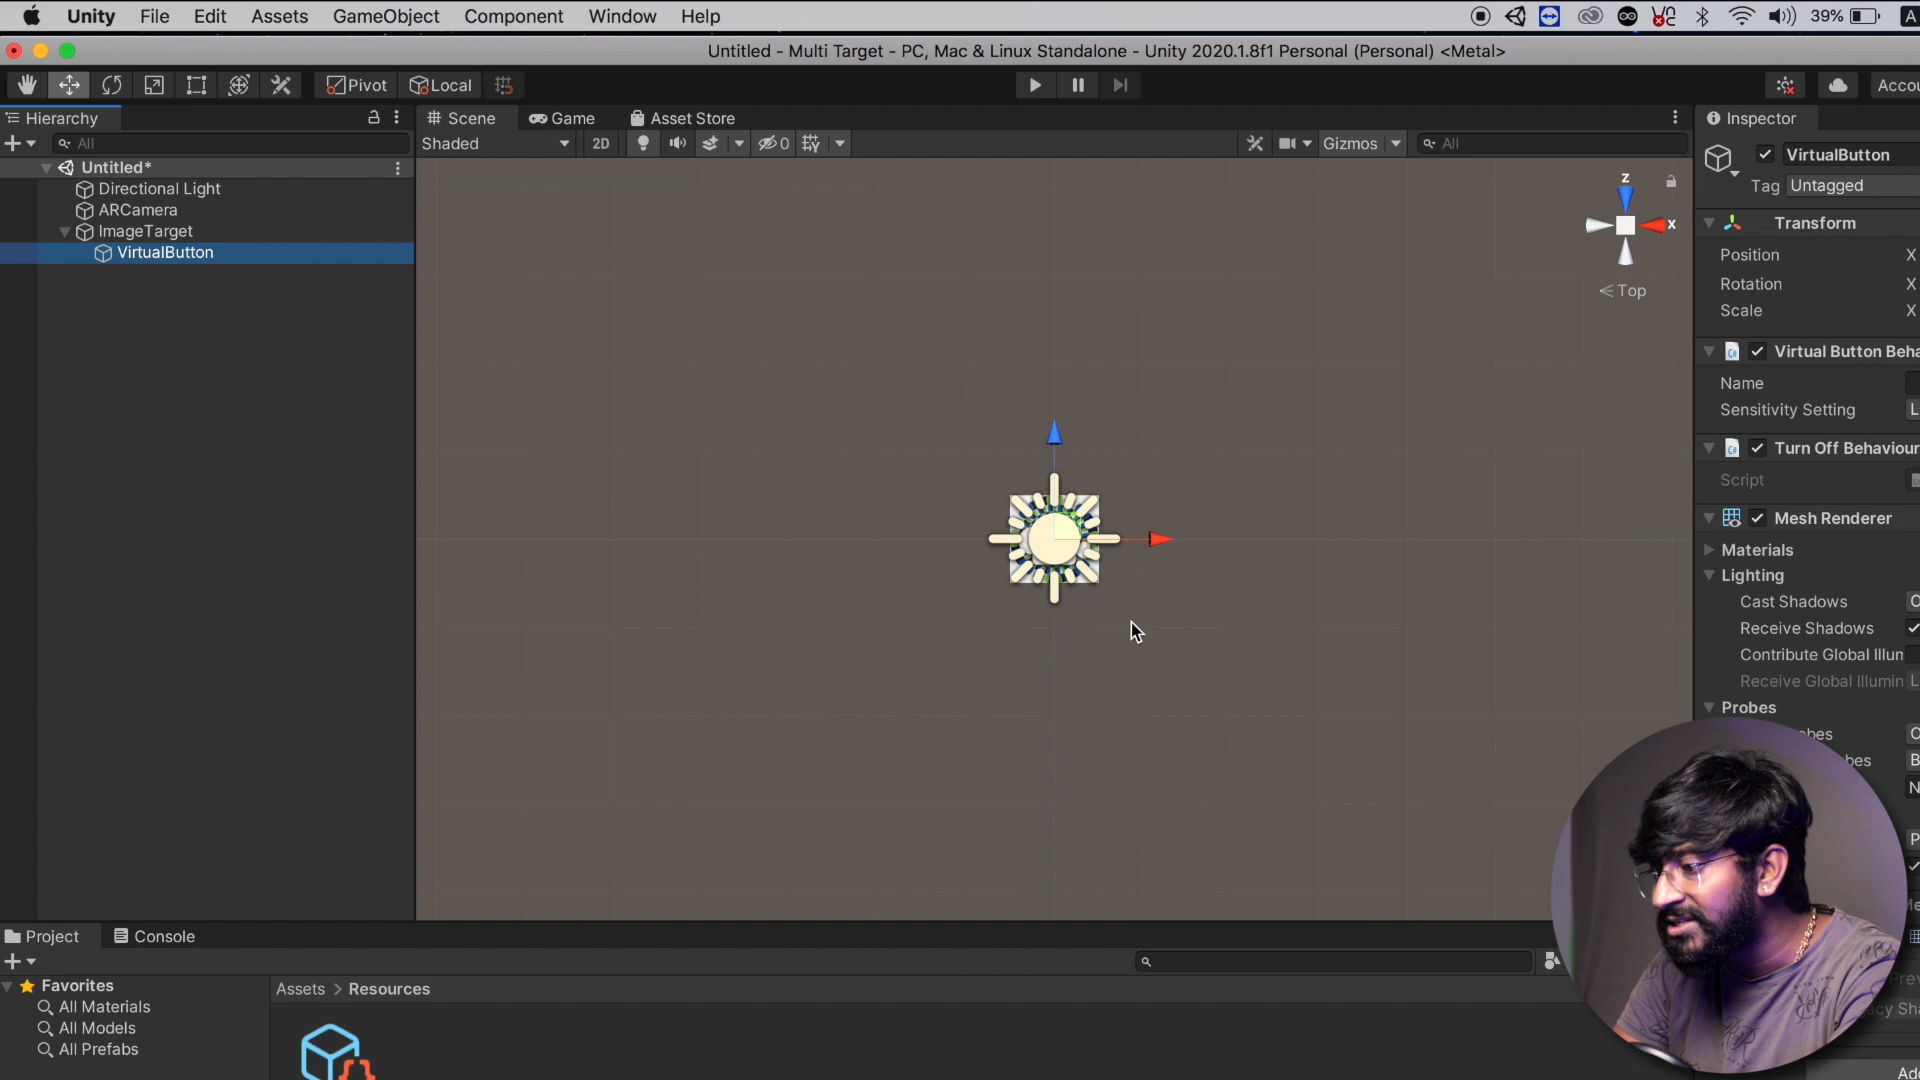 Unity File Edit Assets GameObject Component Window Help 39% A
Untitled - Multi Target - PC, Mac & Linux Standalone - Unity 2020.1.8f1 Personal (Personal) <Metal>
Pivot Local
Hierarchy
All
Untitled*
Directional Light
ARCamera
ImageTarget
VirtualButton
Scene Game Asset Store
Shaded 2D 0 Gizmos All
z
x
Top
Inspector
VirtualButton
Tag Untagged
Transform
Position X
Rotation X
Scale X
Virtual Button Beha
Name
Sensitivity Setting L
Turn Off Behaviour
Script
Mesh Renderer
Materials
Lighting
Cast Shadows O
Receive Shadows
Contribute Global Illun
Receive Global Illumin L
Probes
obes O
bes B
N
Project Console
Favorites
All Materials
All Models
All Prefabs
Assets > Resources